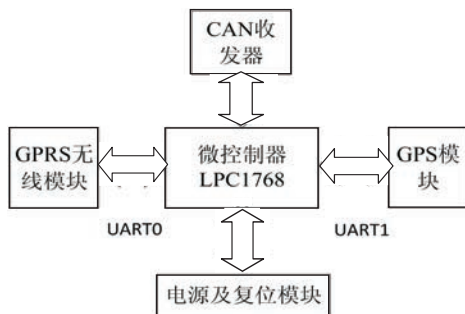 CAN收
发器
GPRS无
线模块
微控制器
LPC1768
GPS模
块
UART0
UART1
电源及复位模块